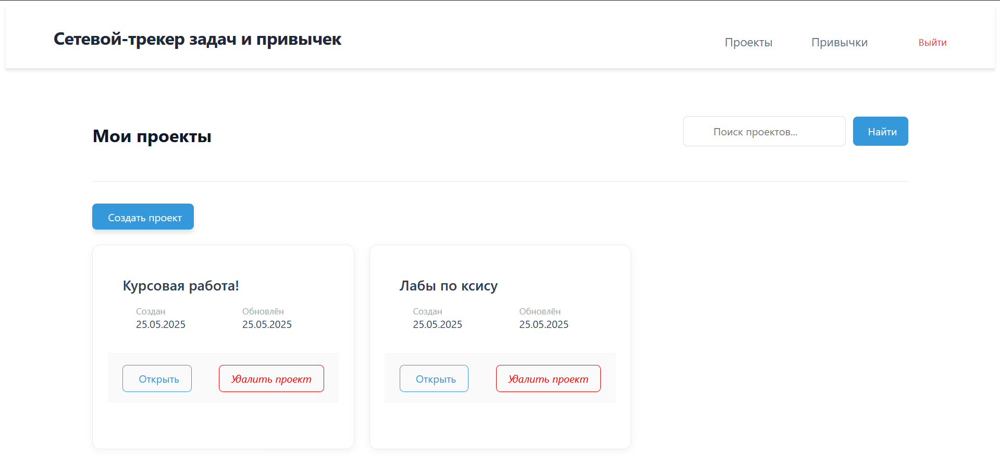 Сетевой-трекер задач и привычек
Проекты
Привычки
Выйти
Мои проекты
Поиск проектов...
Найти
Создать проект
Курсовая работа!
Создан
Обновлён
25.05.2025
25.05.2025
Открыть
Удалить проект
Лабы по ксису
Создан
Обновлён
25.05.2025
25.05.2025
Открыть
Удалить проект